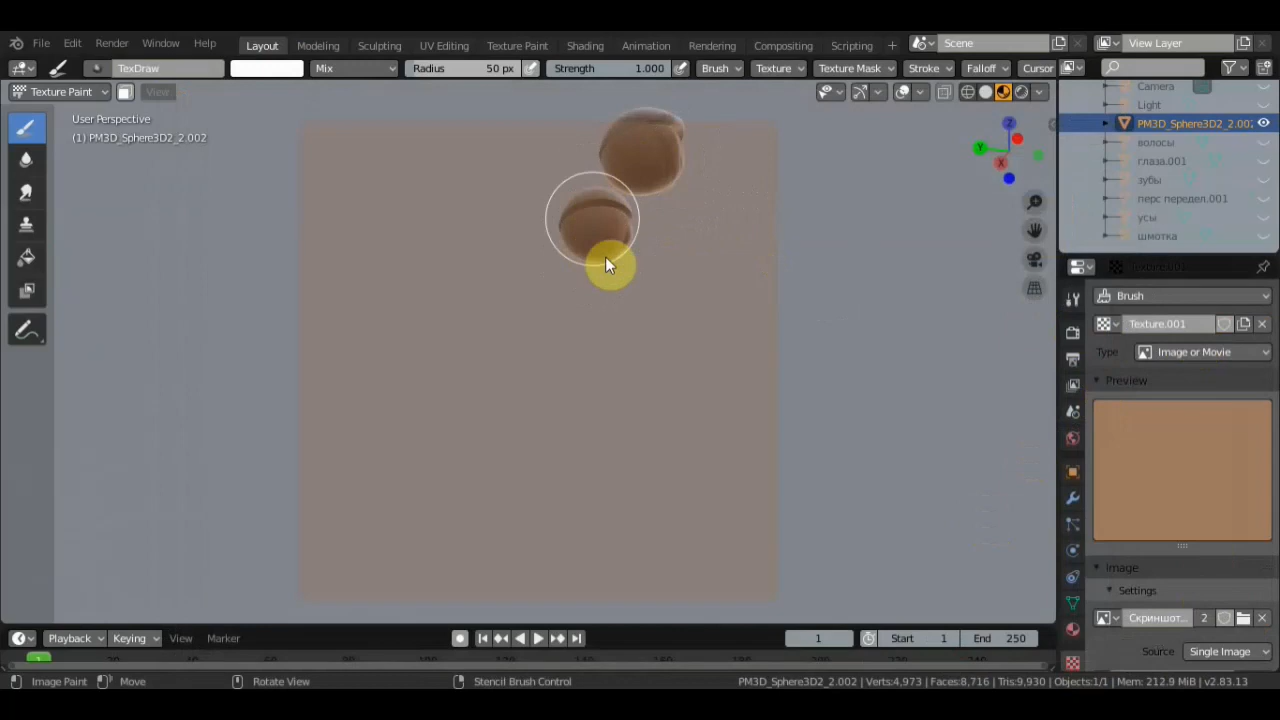 File Edit Render Window Help Layout Modeling Sculpting UV Editing Texture Paint Shading Animation Rendering Compositing Scripting + Scene View Layer
TexDraw Mix Radius 50 px Strength 1.000 Brush Texture Texture Mask Stroke Falloff Cursor
Texture Paint View
User Perspective
(1) PM3D_Sphere3D2_2.002
Z
Y
X
Camera
Light
PM3D_Sphere3D2_2.002
волосы
глаза.001
зубы
перс передел.001
усы
шмотка
Texture.001
Brush
Texture.001
Type Image or Movie
Preview
Image
Settings
Скриншот... 2
Source Single Image
Playback Keying View Marker 1 Start 1 End 250
1
Image Paint Move Rotate View Stencil Brush Control PM3D_Sphere3D2_2.002 | Verts:4,973 | Faces:8,716 | Tris:9,930 | Objects:1/1 | Mem: 212.9 MiB | v2.83.13